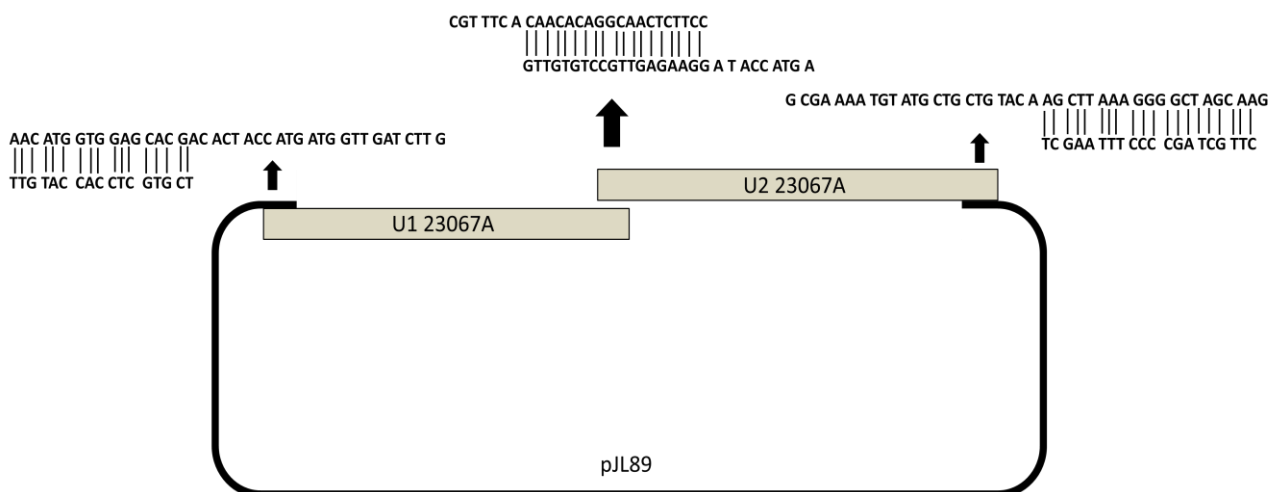 CGT TTC A CAACACAGGCAACTCTTCC
GTTGTGTCCGTTGAGAAGG A T ACC ATG A
G CGA AAA TGT ATG CTG CTG TAC A AG CTT AAA GGG GCT AGC AAG
TC GAA TTT CCC CGA TCG TTC
AAC ATG GTG GAG CAC GAC ACT ACC ATG ATG GTT GAT CTT G
TTG TAC CAC CTC GTG CT
U2 23067A
U1 23067A
pJL89